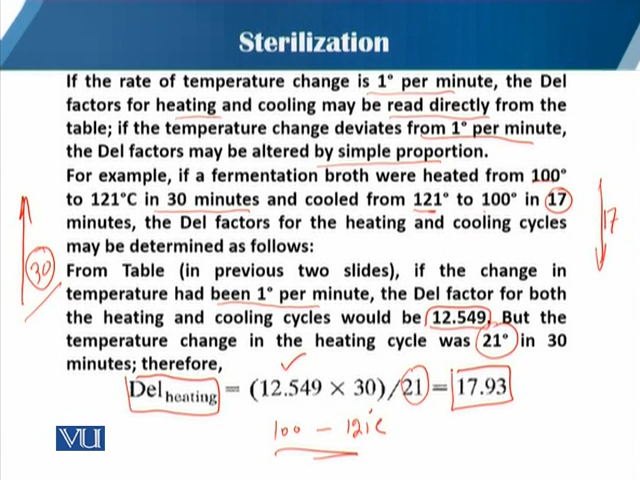 Sterilization
If the rate of temperature change is 1° per minute, the Del
factors for heating and cooling may be read directly from the
table; if the temperature change deviates from 1° per minute,
the Del factors may be altered by simple proportion.
For example, if a fermentation broth were heated from 100°
to 121°C in 30 minutes and cooled from 121° to 100° in 17
minutes, the Del factors for the heating and cooling cycles
may be determined as follows:
17
30
From Table (in previous two slides), if the change in
temperature had been 1° per minute, the Del factor for both
the heating and cooling cycles would be 12.549. But the
temperature change in the heating cycle was 21° in 30
minutes; therefore,
Del heating = (12.549 × 30)/21 = 17.93
100 - 121c
VU